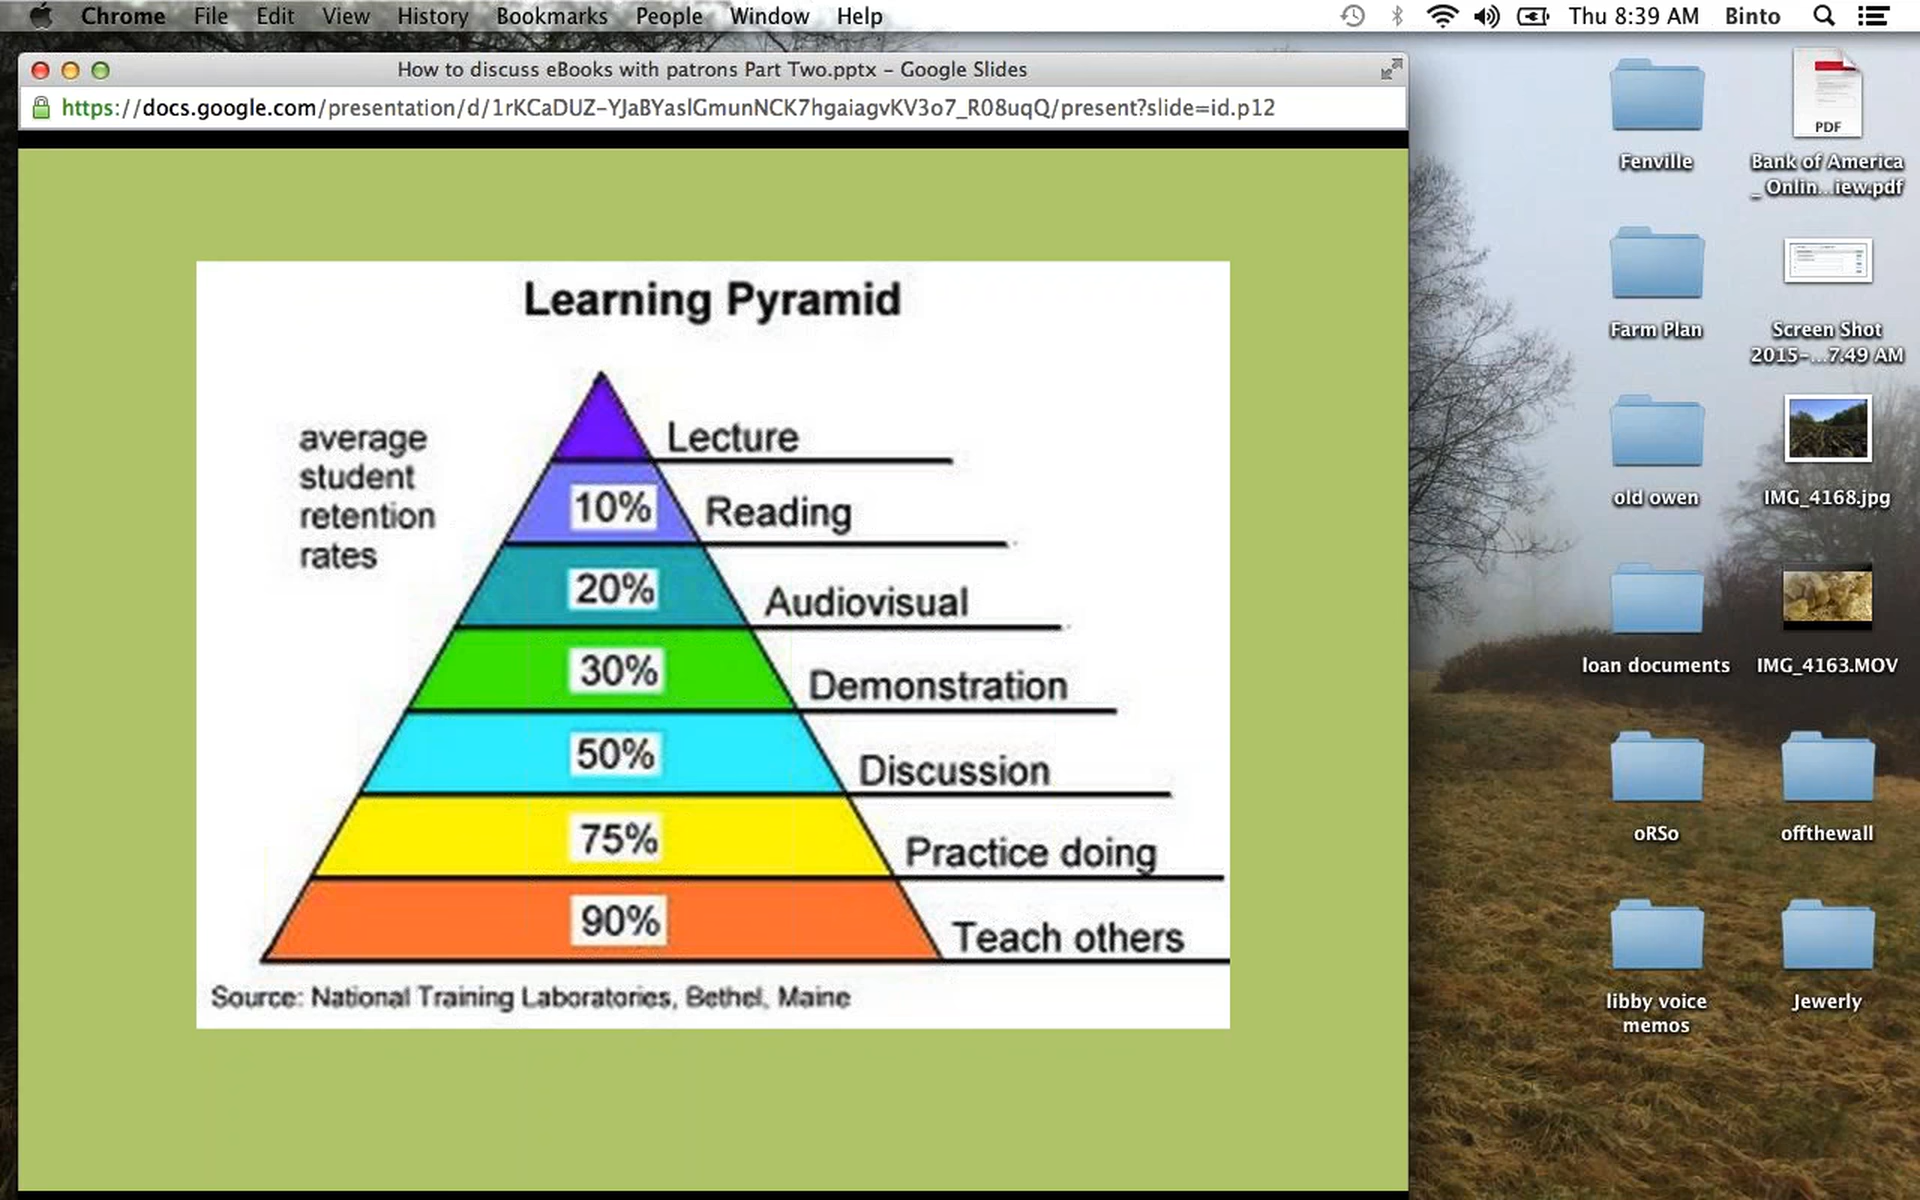 Chrome File Edit View History Bookmarks People Window Help Thu 8:39 AM Binto
How to discuss eBooks with patrons Part Two.pptx - Google Slides
https://docs.google.com/presentation/d/1rKCaDUZ-YJaBYaslGmunNCK7hgaiagvKV3o7_R08uqQ/present?slide=id.p12
Learning Pyramid
average
student
retention
rates
Lecture
10% Reading
20% Audiovisual
30% Demonstration
50% Discussion
75% Practice doing
90% Teach others
Source: National Training Laboratories, Bethel, Maine
Fenville
PDF
Bank of America
_ Onlin...iew.pdf
Farm Plan
Screen Shot
2015-...7.49 AM
old owen
IMG_4168.jpg
loan documents
IMG_4163.MOV
oRSo
offthewall
libby voice
memos
Jewerly